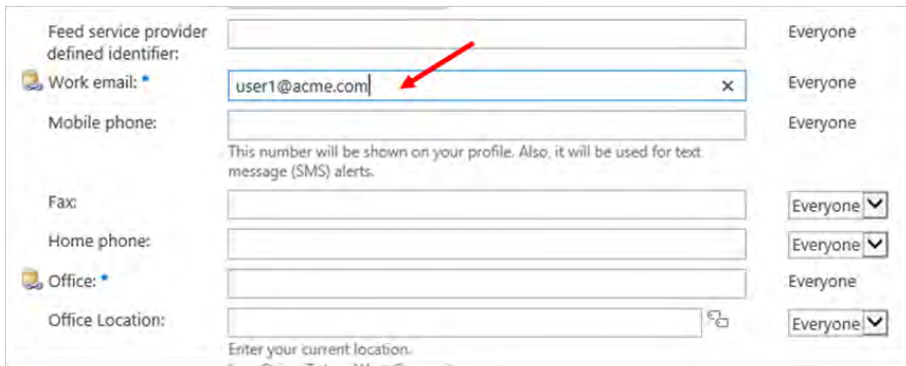 Feed service provider Everyone
defined identifier:
Work email: * user1@acme.com × Everyone
Mobile phone: Everyone
This number will be shown on your profile. Also, it will be used for text
message (SMS) alerts.
Fax: Everyone
Home phone: Everyone
Office: * Everyone
Office Location: Everyone
Enter your current location.